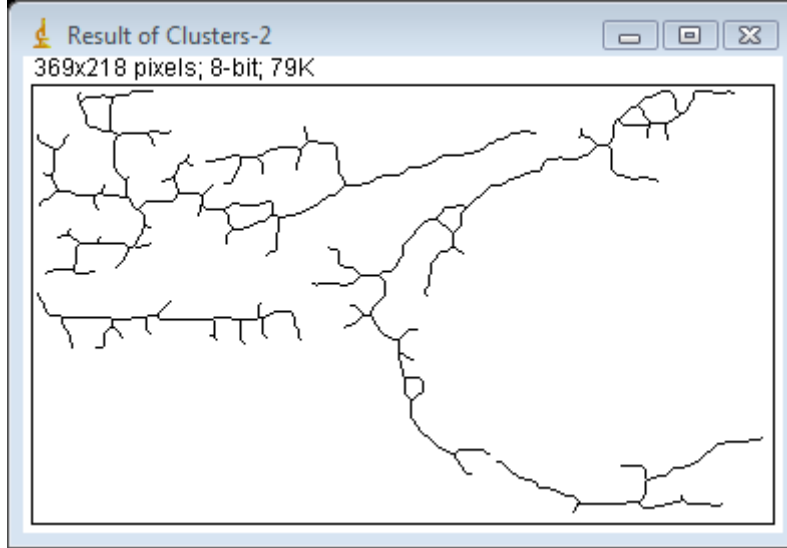 Result of Clusters-2
369x218 pixels; 8-bit; 79K